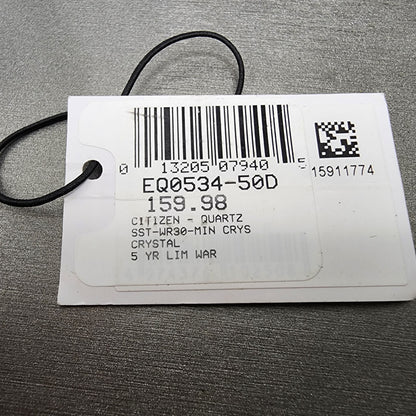 0 13205 07940 5
15911774
EQ0534-50D
159.98
CITIZEN - QUARTZ
SST-WR30-MIN CRYS
CRYSTAL
5 YR LIM WAR